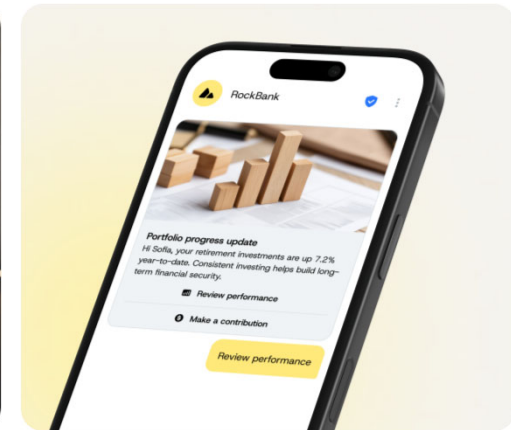 RockBank
Portfolio progress update
Hi Sofia, your retirement investments are up 7.2%
year-to-date. Consistent investing helps build long-
term financial security.
Review performance
Make a contribution
Review performance